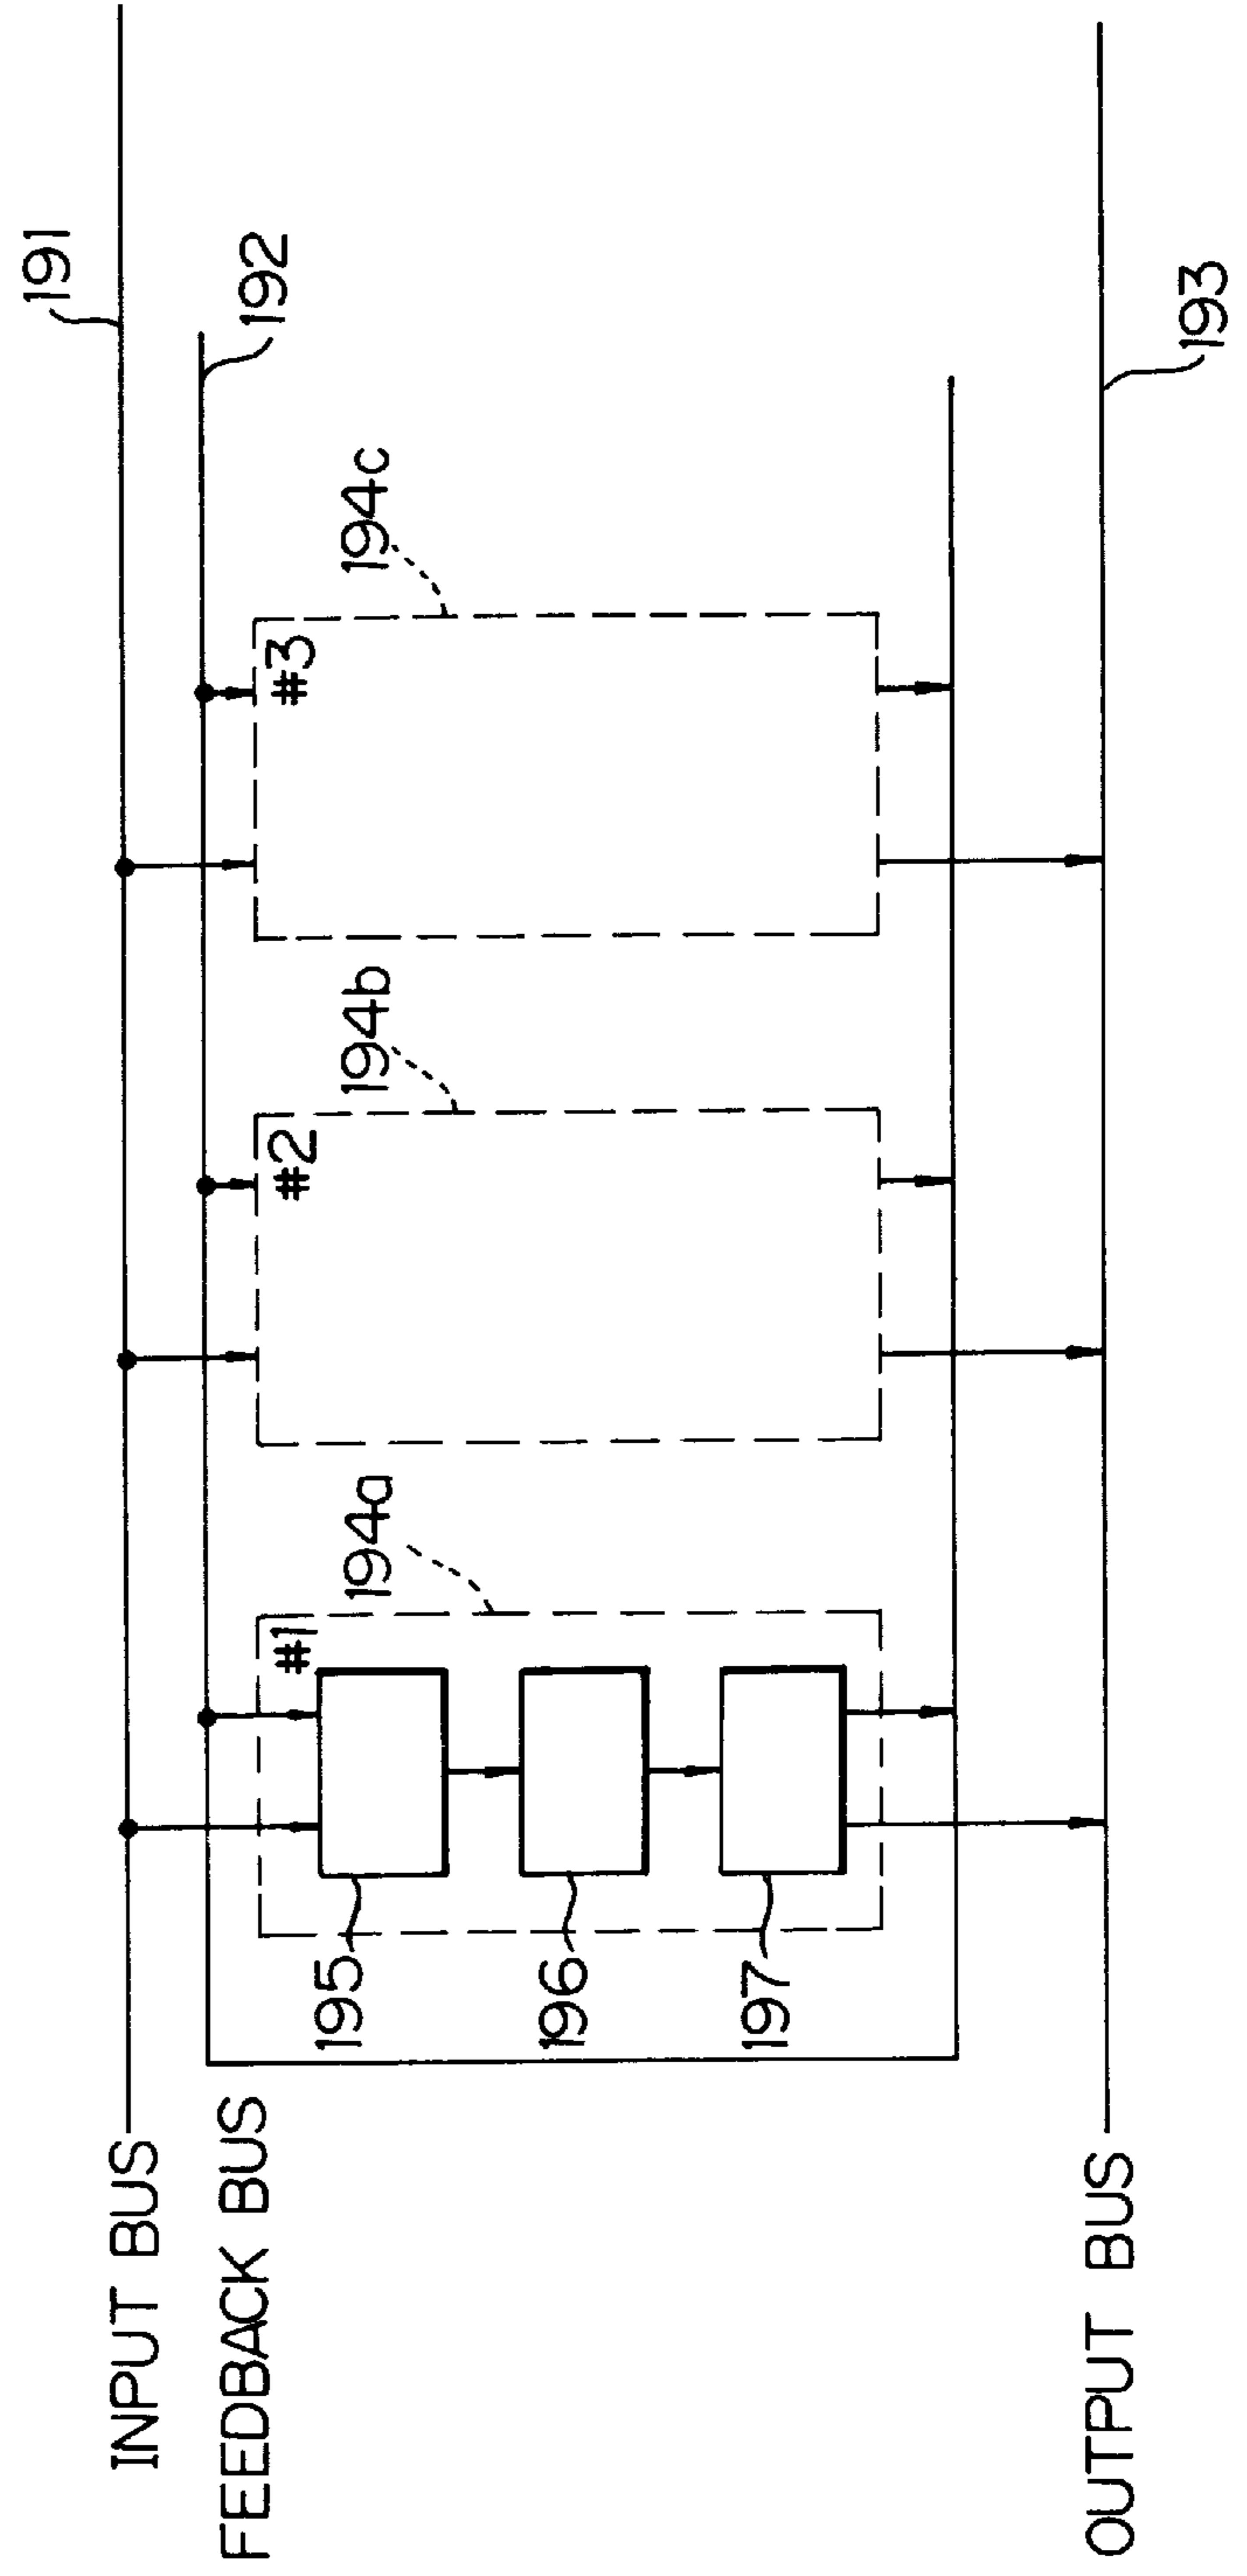 INPUT BUS
191
FEEDBACK BUS
192
#1
#2
#3
194a
194b
194c
195
196
197
OUTPUT BUS
193